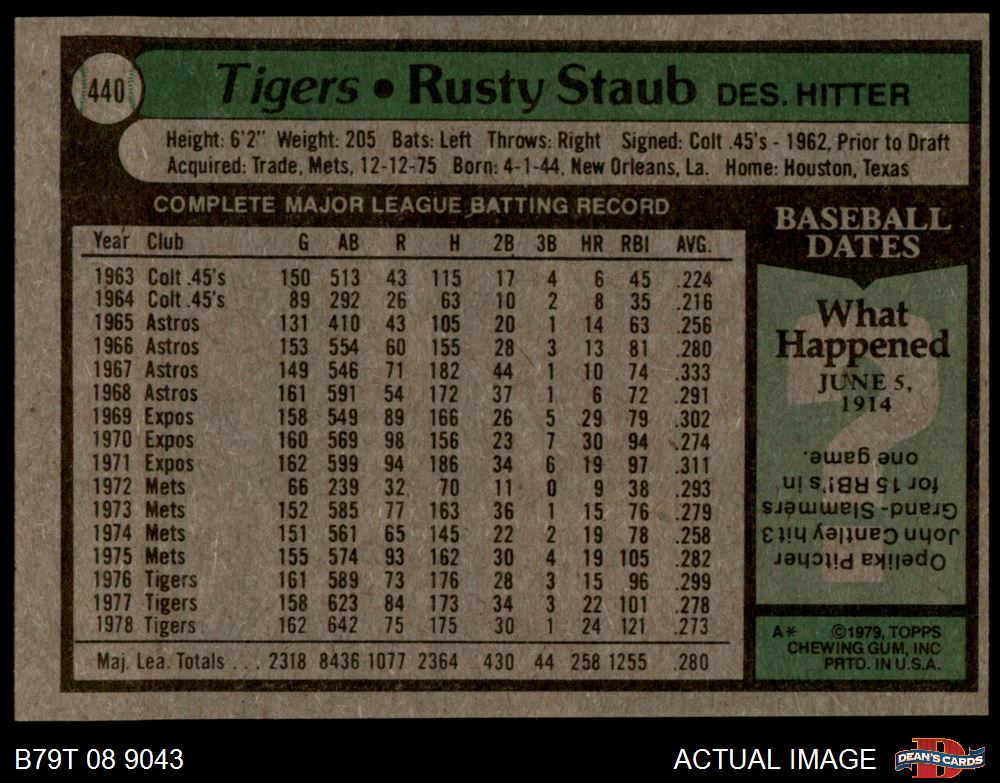 440
Tigers • Rusty Staub DES. HITTER
Height: 6'2" Weight: 205 Bats: Left Throws: Right Signed: Colt .45's - 1962, Prior to Draft
Acquired: Trade, Mets, 12-12-75 Born: 4-1-44, New Orleans, La. Home: Houston, Texas
COMPLETE MAJOR LEAGUE BATTING RECORD
Year Club G AB R H 2B 3B HR RBI AVG.
1963 Colt .45's 150 513 43 115 17 4 6 45 .224
1964 Colt .45's 89 292 26 63 10 2 8 35 .216
1965 Astros 131 410 43 105 20 1 14 63 .256
1966 Astros 153 554 60 155 28 3 13 81 .280
1967 Astros 149 546 71 182 44 1 10 74 .333
1968 Astros 161 591 54 172 37 1 6 72 .291
1969 Expos 158 549 89 166 26 5 29 79 .302
1970 Expos 160 569 98 156 23 7 30 94 .274
1971 Expos 162 599 94 186 34 6 19 97 .311
1972 Mets 66 239 32 70 11 0 9 38 .293
1973 Mets 152 585 77 163 36 1 15 76 .279
1974 Mets 151 561 65 145 22 2 19 78 .258
1975 Mets 155 574 93 162 30 4 19 105 .282
1976 Tigers 161 589 73 176 28 3 15 96 .299
1977 Tigers 158 623 84 173 34 3 22 101 .278
1978 Tigers 162 642 75 175 30 1 24 121 .273
Maj. Lea. Totals . . . 2318 8436 1077 2364 430 44 258 1255 .280
BASEBALL
DATES
What
Happened
JUNE 5,
1914
Opelika Pitcher
John Cantley hit 3
Grand-Slammers
for 15 RBI's in
one game.
A* ©1979, TOPPS
CHEWING GUM, INC
PRTD. IN U.S.A.
B79T 08 9043
ACTUAL IMAGE
DEAN'S CARDS